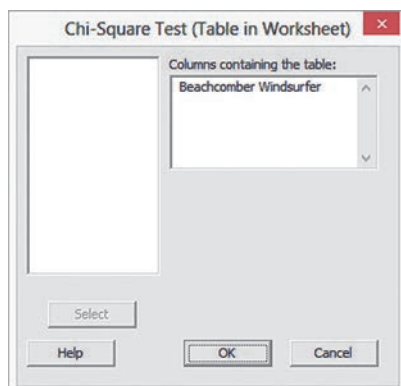 Chi-Square Test (Table in Worksheet)
Columns containing the table:
Beachcomber Windsurfer
Select
Help
OK
Cancel